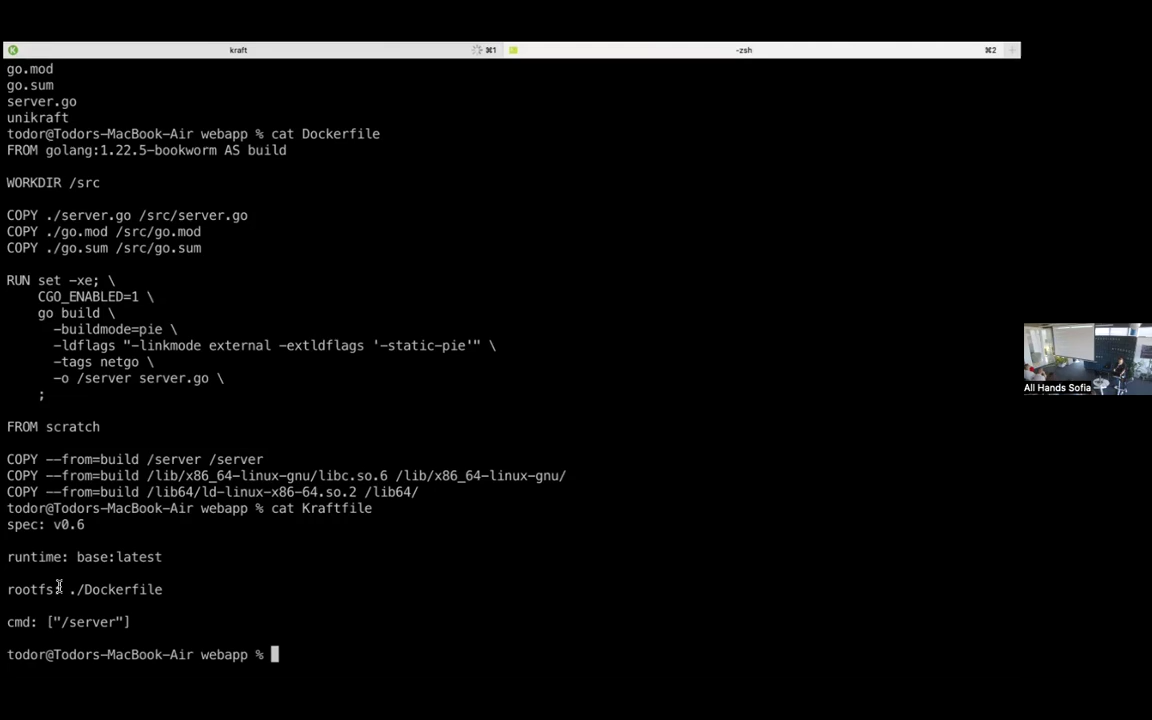 kraft
⌘1
-zsh
⌘2
go.mod
go.sum
server.go
unikraft
todor@Todors-MacBook-Air webapp % cat Dockerfile
FROM golang:1.22.5-bookworm AS build
WORKDIR /src
COPY ./server.go /src/server.go
COPY ./go.mod /src/go.mod
COPY ./go.sum /src/go.sum
RUN set -xe; \
    CGO_ENABLED=1 \
    go build \
      -buildmode=pie \
      -ldflags "-linkmode external -extldflags '-static-pie'" \
      -tags netgo \
      -o /server server.go \
    ;
FROM scratch
COPY --from=build /server /server
COPY --from=build /lib/x86_64-linux-gnu/libc.so.6 /lib/x86_64-linux-gnu/
COPY --from=build /lib64/ld-linux-x86-64.so.2 /lib64/
todor@Todors-MacBook-Air webapp % cat Kraftfile
spec: v0.6
runtime: base:latest
rootfs: ./Dockerfile
cmd: ["/server"]
todor@Todors-MacBook-Air webapp %
All Hands Sofia